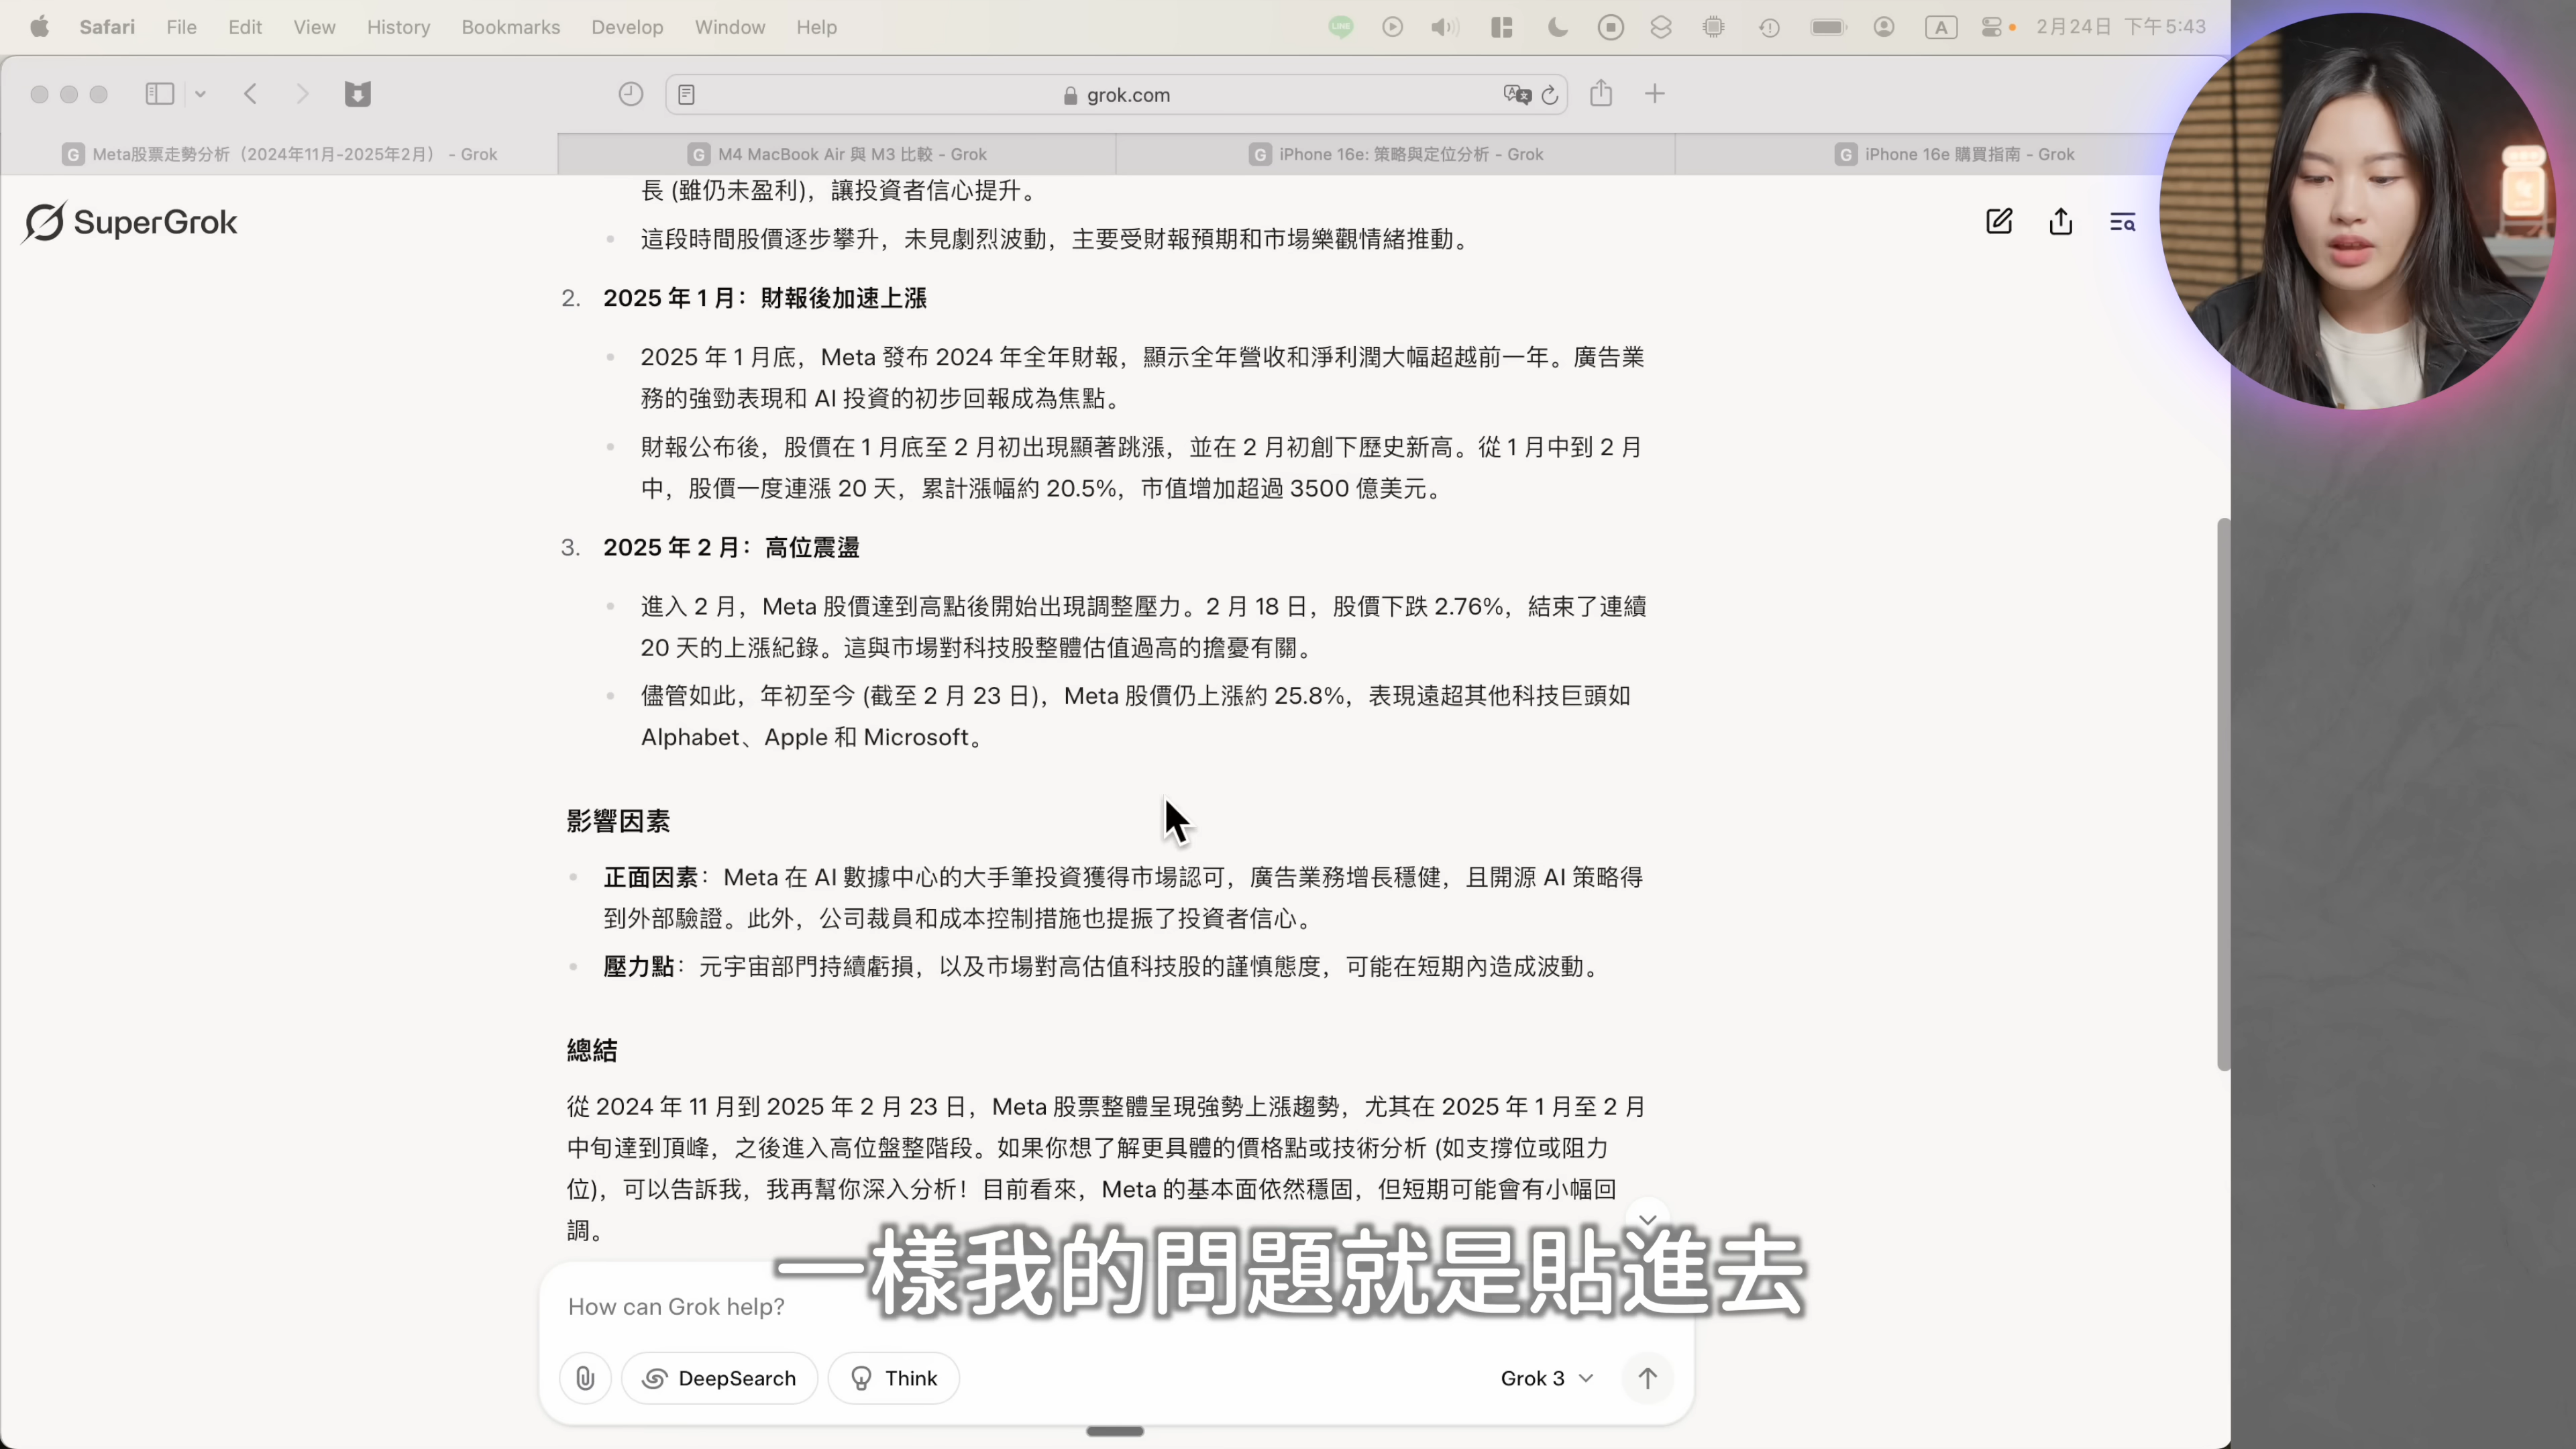 Safari File Edit View History Bookmarks Develop Window Help LINE A 2月24日 下午5:43
grok.com
Meta股票走勢分析（2024年11月-2025年2月） - Grok
M4 MacBook Air 與 M3 比較 - Grok
iPhone 16e: 策略與定位分析 - Grok
iPhone 16e 購買指南 - Grok
SuperGrok
長 (雖仍未盈利)，讓投資者信心提升。
這段時間股價逐步攀升，未見劇烈波動，主要受財報預期和市場樂觀情緒推動。
2. 2025 年 1 月：財報後加速上漲
2025 年 1 月底，Meta 發布 2024 年全年財報，顯示全年營收和淨利潤大幅超越前一年。廣告業
務的強勁表現和 AI 投資的初步回報成為焦點。
財報公布後，股價在 1 月底至 2 月初出現顯著跳漲，並在 2 月初創下歷史新高。從 1 月中到 2 月
中，股價一度連漲 20 天，累計漲幅約 20.5%，市值增加超過 3500 億美元。
3. 2025 年 2 月：高位震盪
進入 2 月，Meta 股價達到高點後開始出現調整壓力。2 月 18 日，股價下跌 2.76%，結束了連續
20 天的上漲紀錄。這與市場對科技股整體估值過高的擔憂有關。
儘管如此，年初至今 (截至 2 月 23 日)，Meta 股價仍上漲約 25.8%，表現遠超其他科技巨頭如
Alphabet、Apple 和 Microsoft。
影響因素
正面因素：Meta 在 AI 數據中心的大手筆投資獲得市場認可，廣告業務增長穩健，且開源 AI 策略得
到外部驗證。此外，公司裁員和成本控制措施也提振了投資者信心。
壓力點：元宇宙部門持續虧損，以及市場對高估值科技股的謹慎態度，可能在短期內造成波動。
總結
從 2024 年 11 月到 2025 年 2 月 23 日，Meta 股票整體呈現強勢上漲趨勢，尤其在 2025 年 1 月至 2 月
中旬達到頂峰，之後進入高位盤整階段。如果你想了解更具體的價格點或技術分析 (如支撐位或阻力
位)，可以告訴我，我再幫你深入分析！目前看來，Meta 的基本面依然穩固，但短期可能會有小幅回
調。
一樣我的問題就是貼進去
How can Grok help?
DeepSearch Think Grok 3